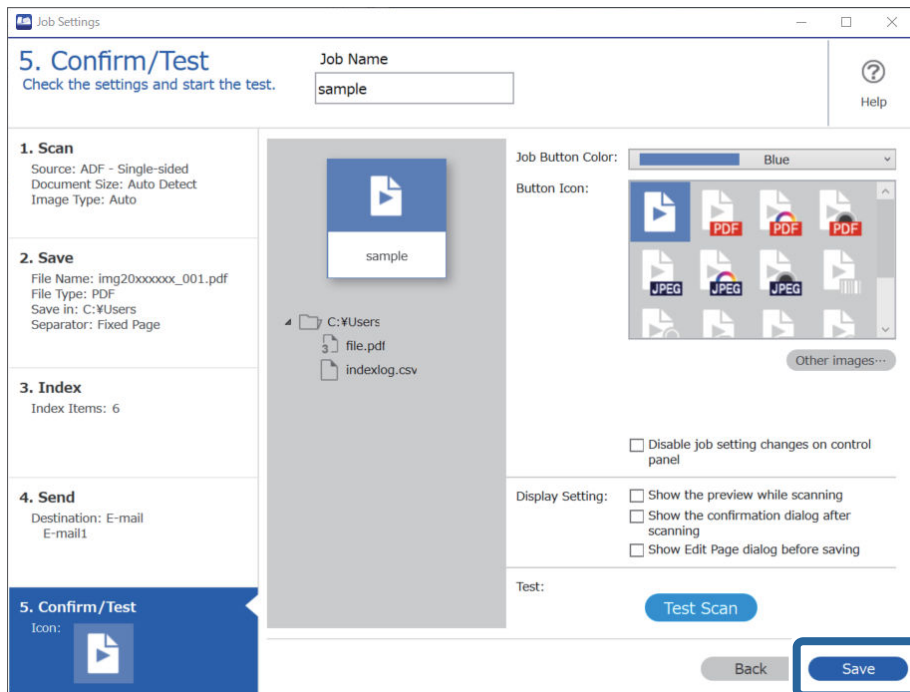 Job Settings
5. Confirm/Test
Check the settings and start the test.
Job Name
sample
Help
1. Scan
Source: ADF - Single-sided
Document Size: Auto Detect
Image Type: Auto
2. Save
File Name: img20xxxxxx_001.pdf
File Type: PDF
Save in: C:¥Users
Separator: Fixed Page
3. Index
Index Items: 6
4. Send
Destination: E-mail
E-mail1
5. Confirm/Test
Icon:
sample
C:¥Users
3
file.pdf
indexlog.csv
Job Button Color:
Blue
Button Icon:
PDF
PDF
PDF
JPEG
JPEG
JPEG
Other images…
Disable job setting changes on control
panel
Display Setting:
Show the preview while scanning
Show the confirmation dialog after
scanning
Show Edit Page dialog before saving
Test:
Test Scan
Back
Save